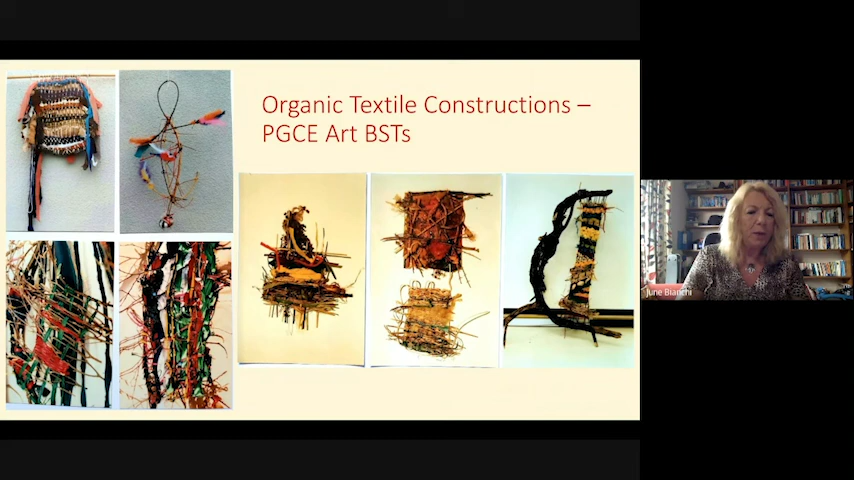 Organic Textile Constructions –
PGCE Art BSTs
June Bianchi